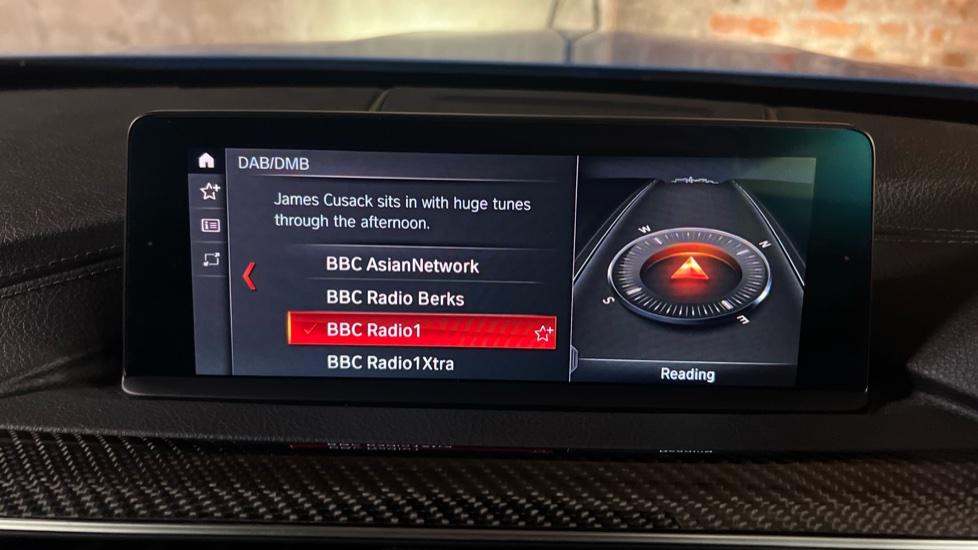 DAB/DMB
James Cusack sits in with huge tunes
through the afternoon.
BBC AsianNetwork
BBC Radio Berks
BBC Radio1
BBC Radio1Xtra
W
N
S
E
Reading